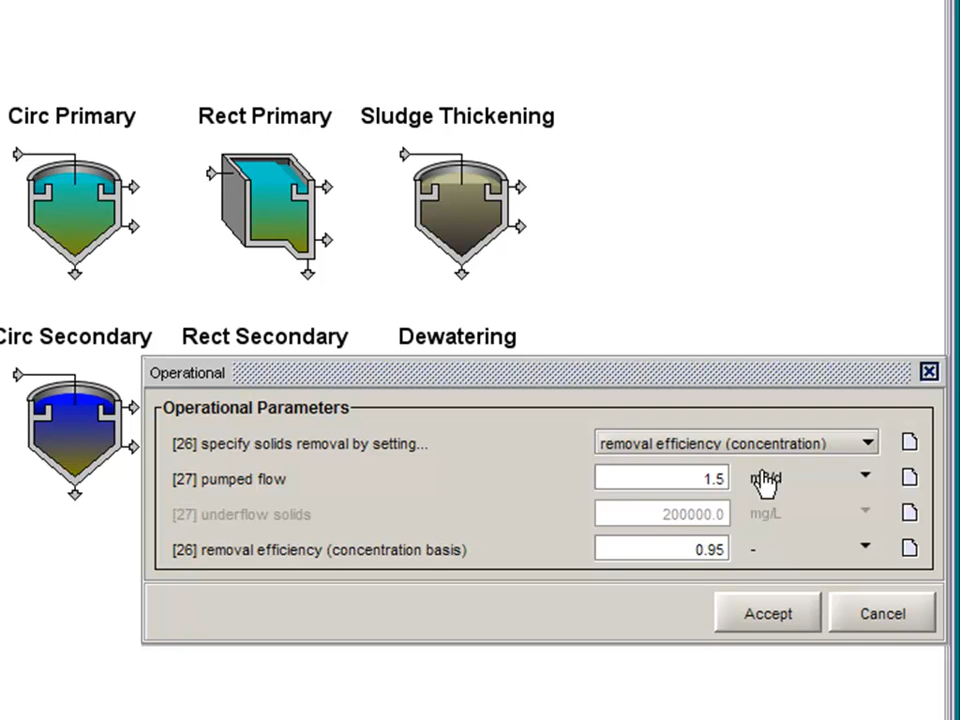 Circ Primary Rect Primary Sludge Thickening
Circ Secondary Rect Secondary Dewatering
Operational
Operational Parameters
[26] specify solids removal by setting... removal efficiency (concentration)
[27] pumped flow 1.5
[27] underflow solids 200000.0 mg/L
[26] removal efficiency (concentration basis) 0.95 -
Accept Cancel